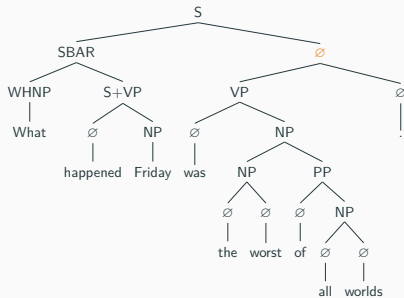 S
SBAR ∅
WHNP S+VP VP ∅
What ∅ NP ∅ NP .
happened Friday was NP PP
∅ ∅ ∅ NP
the worst of ∅ ∅
all worlds